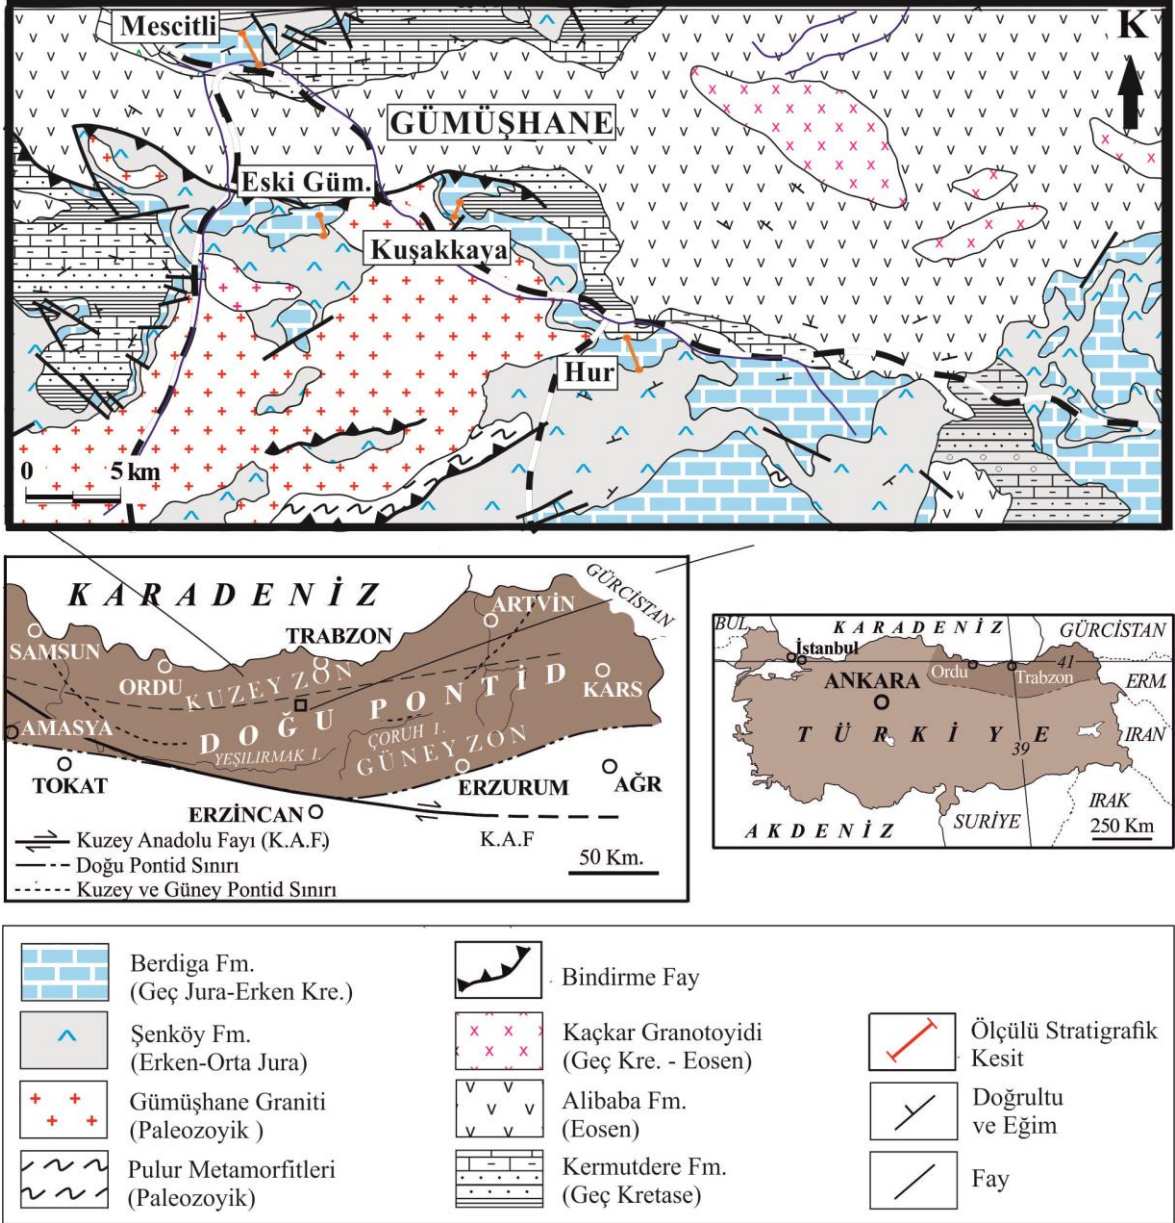 Mescitli
K
GÜMÜŞHANE
Eski Güm.
Kuşakkaya
Hur
0 5 km
KARADENİZ
GÜRCİSTAN
ARTVİN
TRABZON
SAMSUN
ORDU
KUZEY ZON
KARS
DOĞU PONTİD
AMASYA
ÇORUH I.
YEŞILIRMAK I.
GÜNEY ZON
TOKAT
ERZURUM
AĞR
ERZİNCAN
Kuzey Anadolu Fayı (K.A.F.)
K.A.F
Doğu Pontid Sınırı
50 Km.
Kuzey ve Güney Pontid Sınırı
BUL
KARADENİZ
GÜRCİSTAN
İstanbul
41
Ordu
Trabzon
ERM.
ANKARA
TÜRKİYE
İRAN
39
IRAK
SURİYE
AKDENİZ
250 Km
Berdiga Fm.
(Geç Jura-Erken Kre.)
Şenköy Fm.
(Erken-Orta Jura)
Gümüşhane Graniti
(Paleozoyik )
Pulur Metamorfitleri
(Paleozoyik)
Bindirme Fay
Kaçkar Granotoyidi
(Geç Kre. - Eosen)
Alibaba Fm.
(Eosen)
Kermutdere Fm.
(Geç Kretase)
Ölçülü Stratigrafik
Kesit
Doğrultu
ve Eğim
Fay